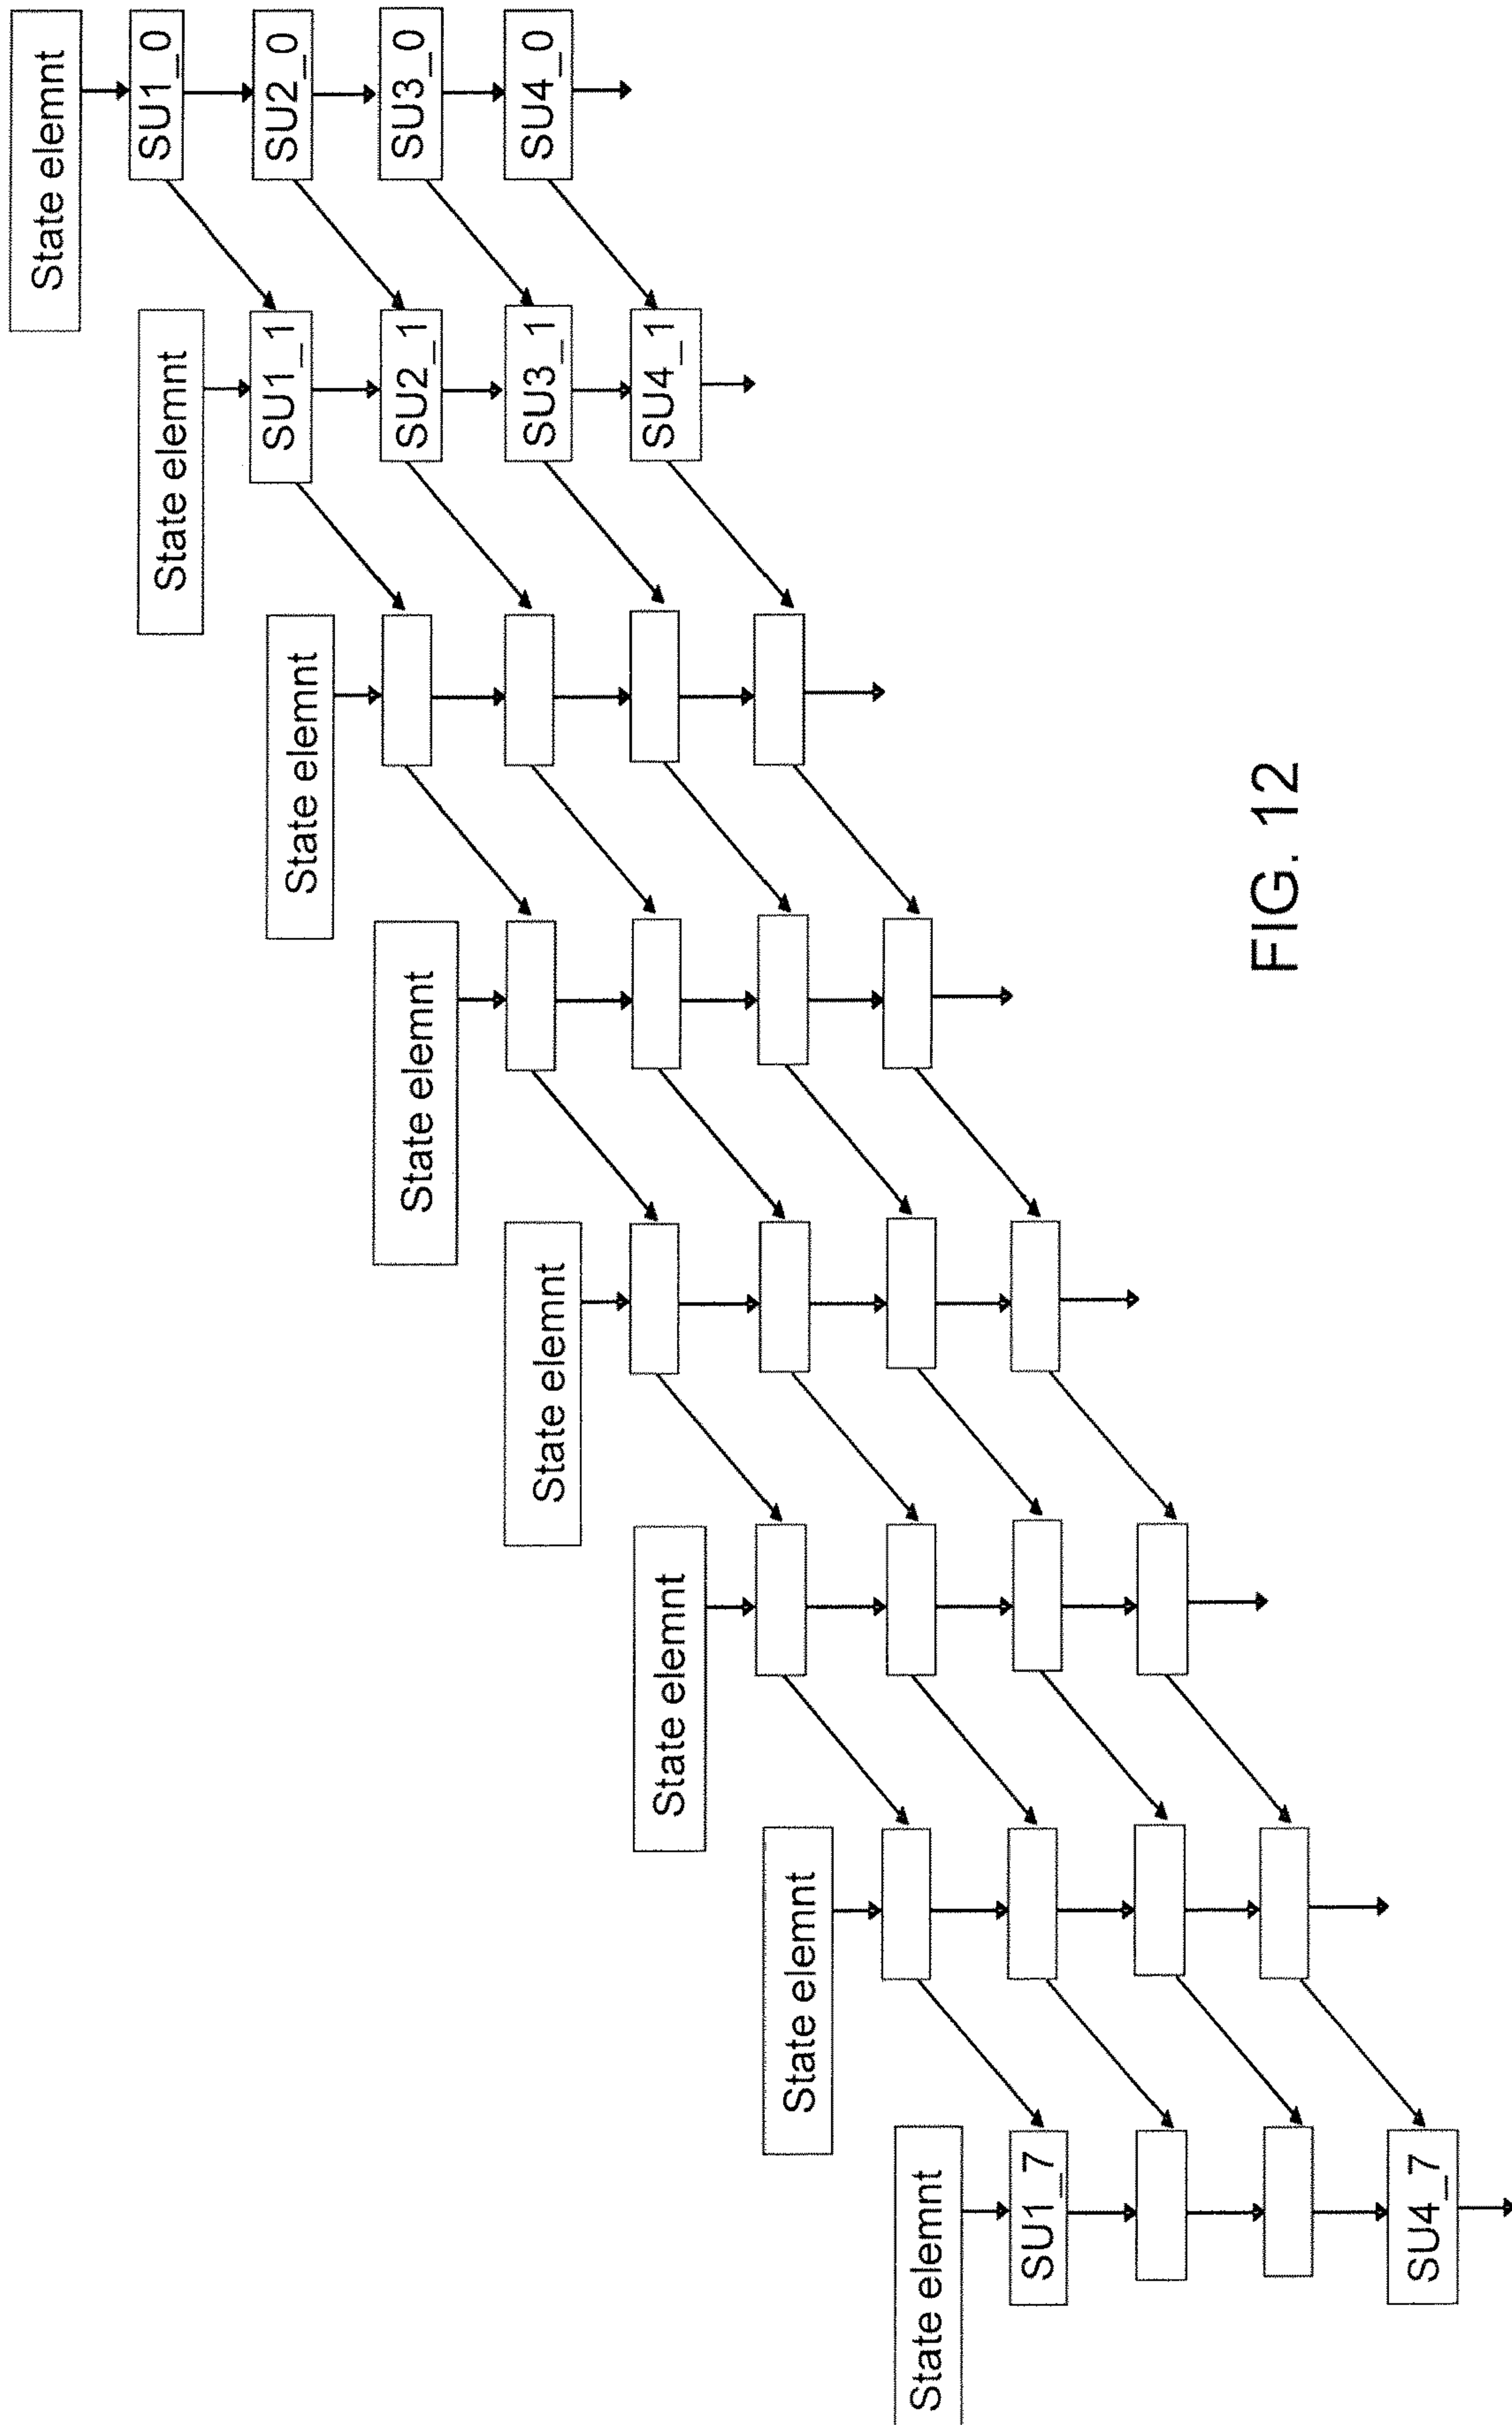 State elemnt
SU1_0
SU2_0
SU3_0
SU4_0
State elemnt
SU1_1
SU2_1
SU3_1
SU4_1
State elemnt
State elemnt
State elemnt
State elemnt
State elemnt
State elemnt
SU1_7
SU4_7
FIG. 12